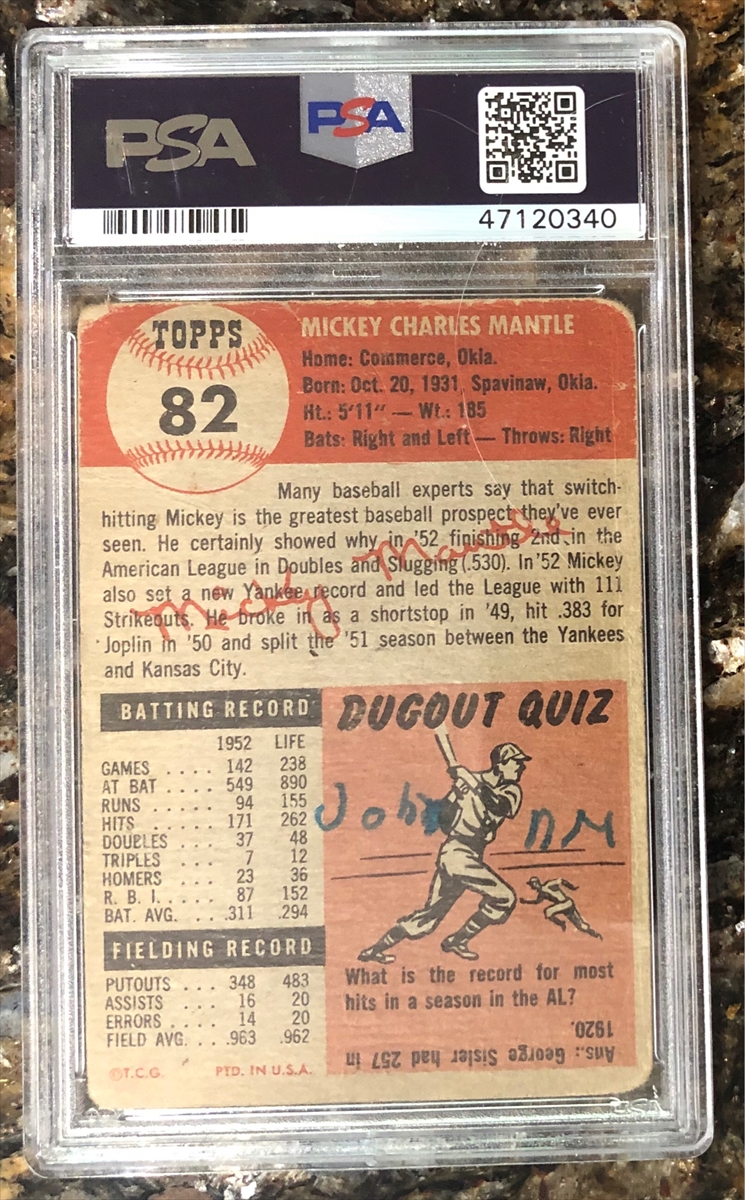 PSA
PSA
47120340
TOPPS
82
MICKEY CHARLES MANTLE
Home: Commerce, Okla.
Born: Oct. 20, 1931, Spavinaw, Okla.
Ht.: 5'11" — Wt.: 185
Bats: Right and Left — Throws: Right
Many baseball experts say that switch-
hitting Mickey is the greatest baseball prospect they've ever
seen. He certainly showed why in '52 finishing 2nd in the
American League in Doubles and Slugging (.530). In '52 Mickey
also set a new Yankee record and led the League with 111
Strikeouts. He broke in as a shortstop in '49, hit .383 for
Joplin in '50 and split the '51 season between the Yankees
and Kansas City.
Micky Mantle
BATTING RECORD
1952 LIFE
GAMES .... 142 238
AT BAT .... 549 890
RUNS ..... 94 155
HITS ...... 171 262
DOUBLES ... 37 48
TRIPLES .... 7 12
HOMERS ... 23 36
R. B. I. .... 87 152
BAT. AVG. ... .311 .294
FIELDING RECORD
PUTOUTS ... 348 483
ASSISTS .... 16 20
ERRORS .... 14 20
FIELD AVG. .. .963 .962
©T.C.G. PTD. IN U.S.A.
DUGOUT QUIZ
John DM
What is the record for most
hits in a season in the AL?
Ans.: George Sisler had 257 in
1920.